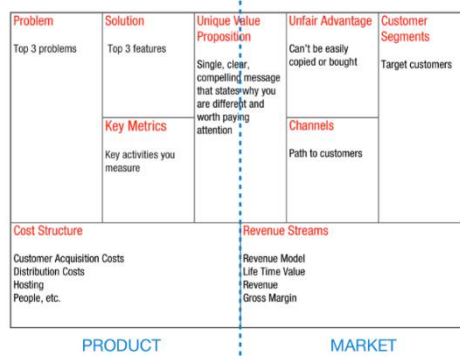 Problem
Top 3 problems
Solution
Top 3 features
Key Metrics
Key activities you
measure
Unique Value
Proposition
Single, clear,
compelling message
that states why you
are different and
worth paying
attention
Unfair Advantage
Can't be easily
copied or bought
Channels
Path to customers
Customer
Segments
Target customers
Cost Structure
Customer Acquisition Costs
Distribution Costs
Hosting
People, etc.
Revenue Streams
Revenue Model
Life Time Value
Revenue
Gross Margin
PRODUCT
MARKET